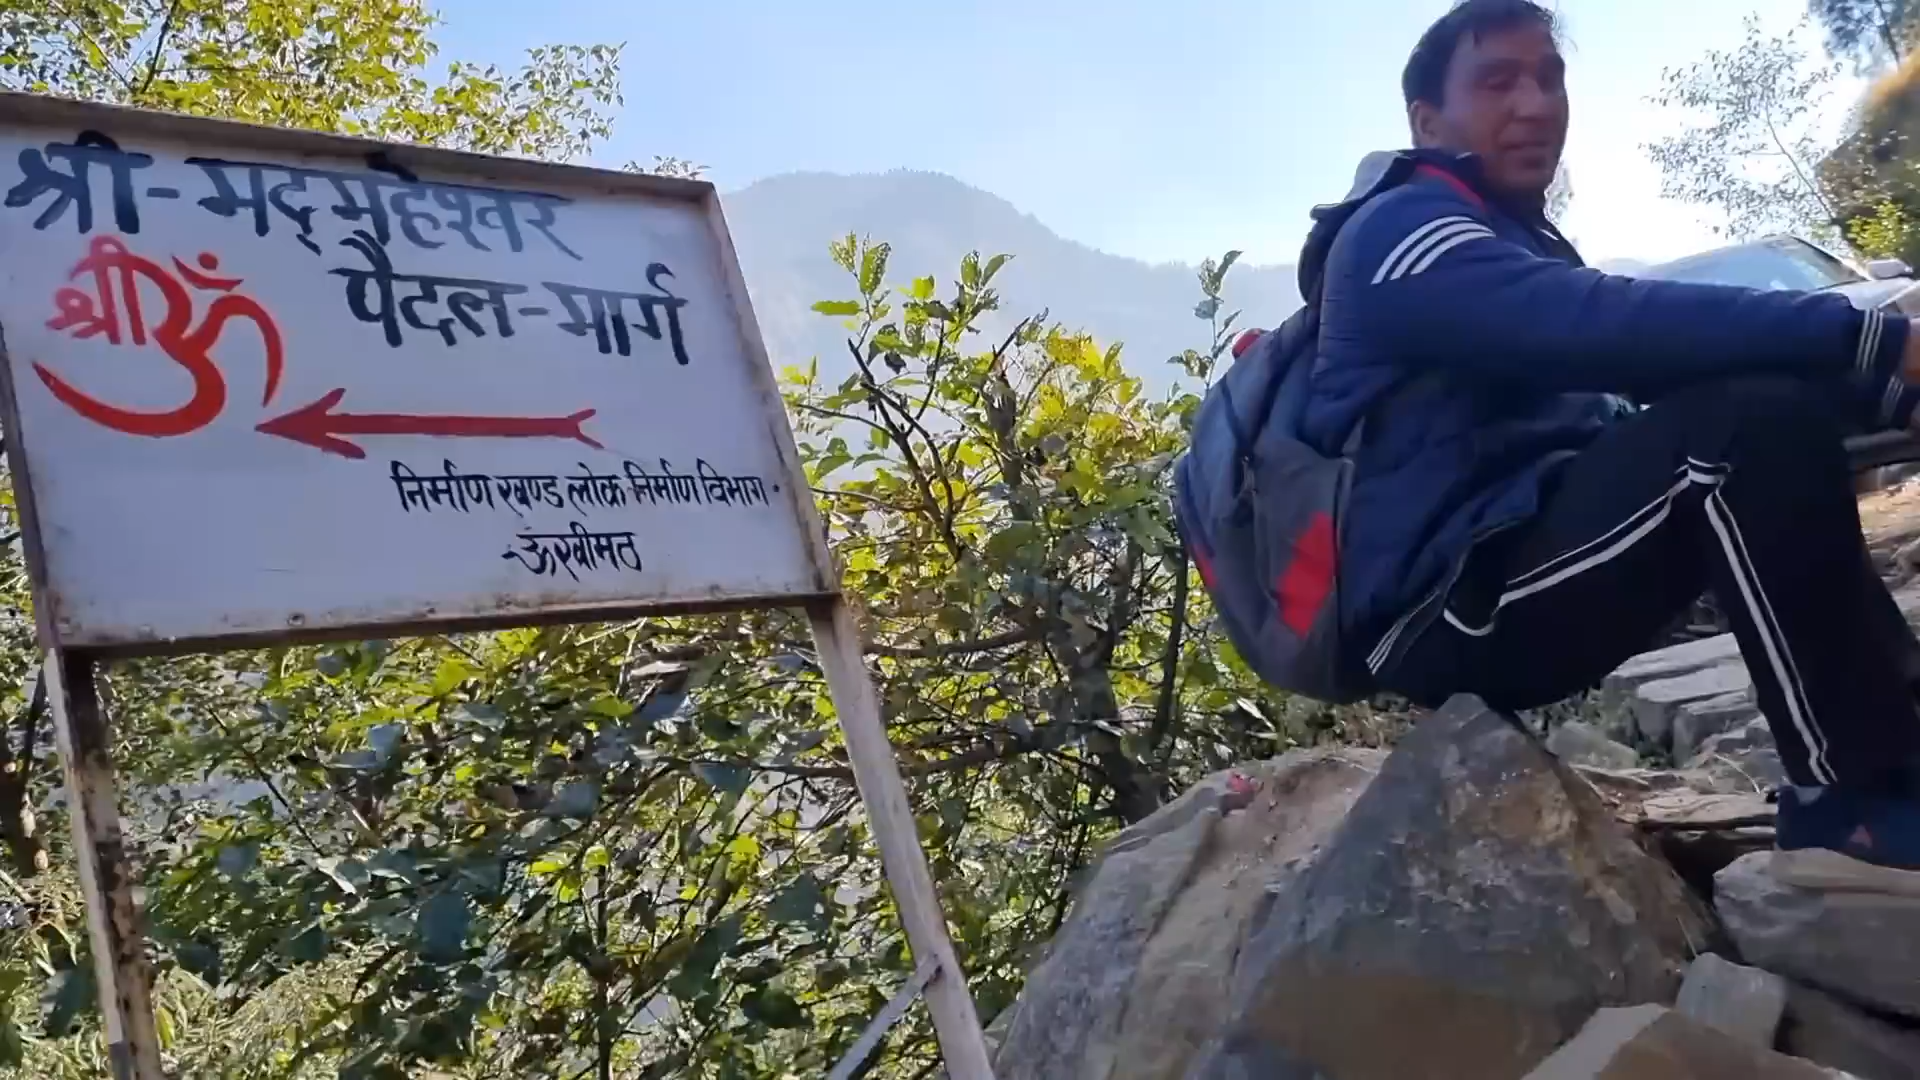 श्री-मद्महेश्वर
श्री ॐ
पैदल-मार्ग
निर्माण खण्ड लोक निर्माण विभाग
-ऊखीमठ